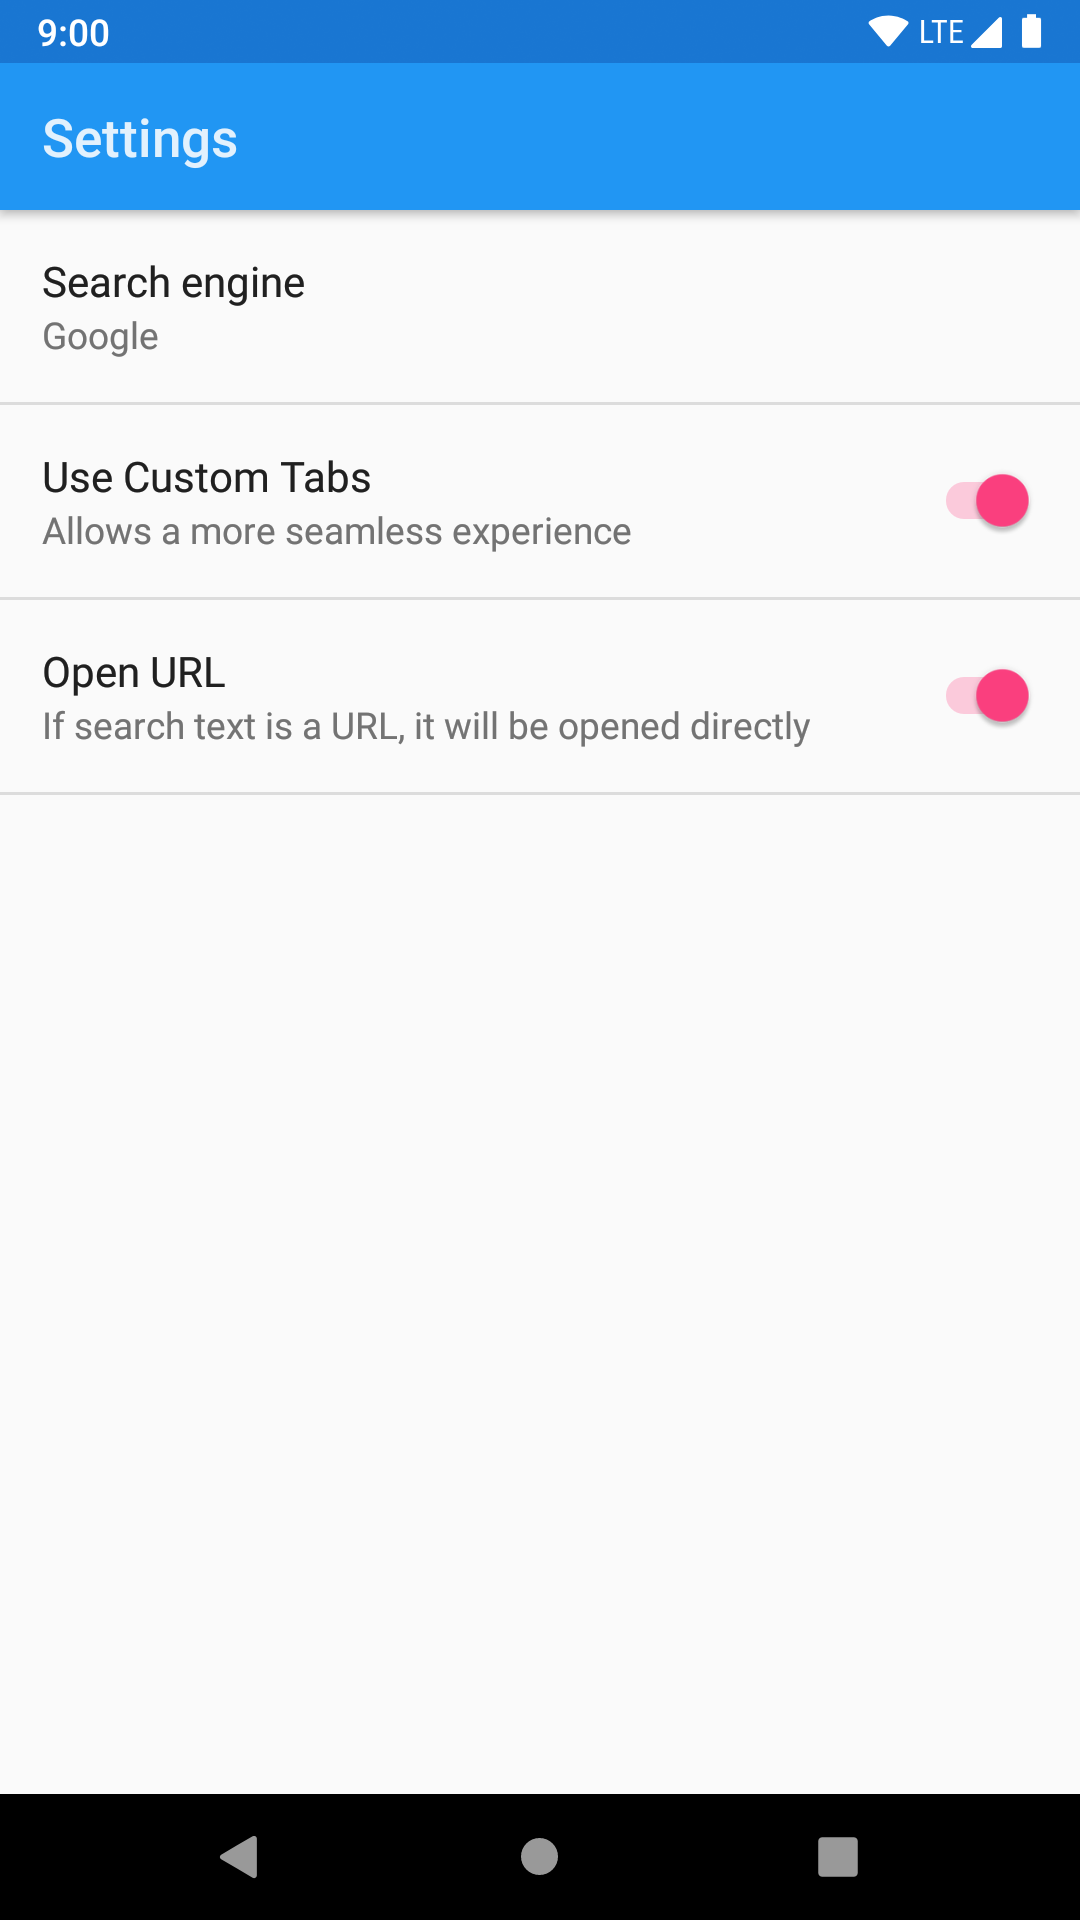 9:00 LTE
Settings
Search engine
Google
Use Custom Tabs
Allows a more seamless experience
Open URL
If search text is a URL, it will be opened directly